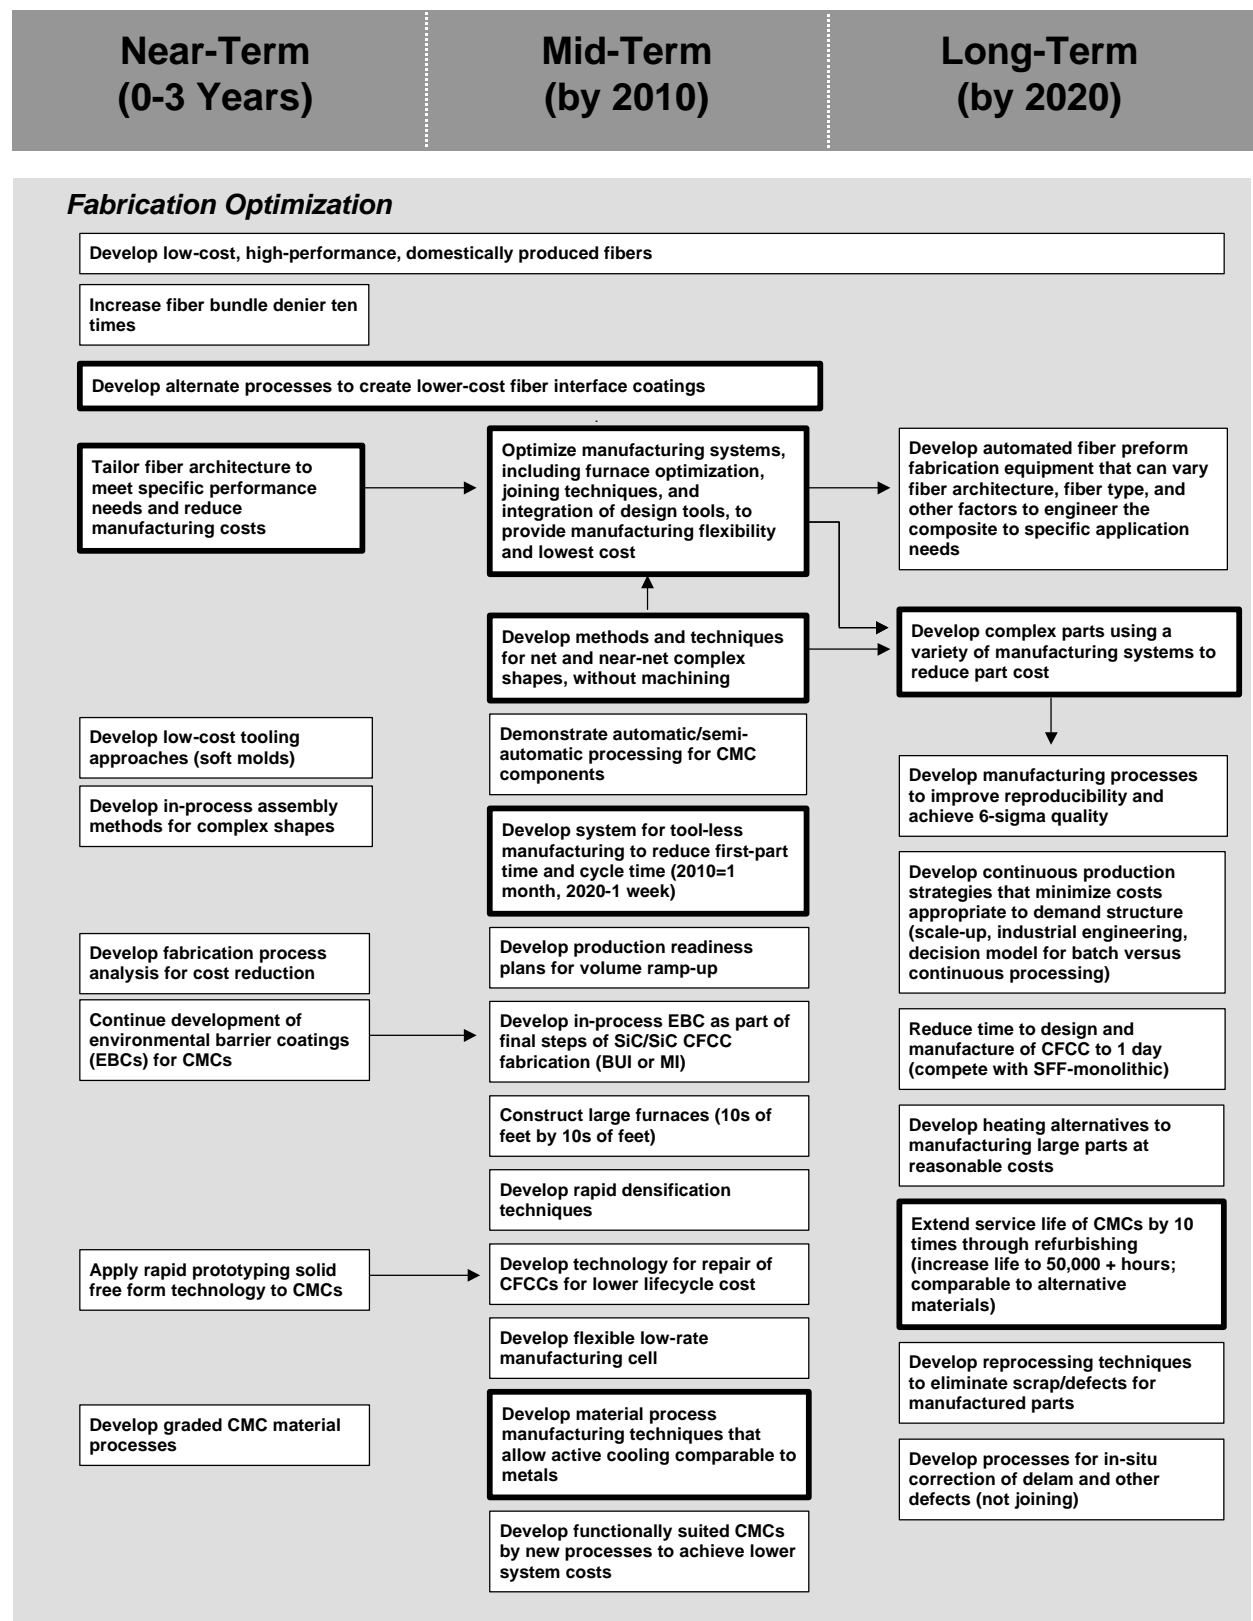 Near-Term
(0-3 Years)
Mid-Term
(by 2010)
Long-Term
(by 2020)
Fabrication Optimization
Develop low-cost, high-performance, domestically produced fibers
Increase fiber bundle denier ten
times
Develop alternate processes to create lower-cost fiber interface coatings
Tailor fiber architecture to
meet specific performance
needs and reduce
manufacturing costs
Optimize manufacturing systems,
including furnace optimization,
joining techniques, and
integration of design tools, to
provide manufacturing flexibility
and lowest cost
Develop automated fiber preform
fabrication equipment that can vary
fiber architecture, fiber type, and
other factors to engineer the
composite to specific application
needs
Develop methods and techniques
for net and near-net complex
shapes, without machining
Develop complex parts using a
variety of manufacturing systems to
reduce part cost
Develop low-cost tooling
approaches (soft molds)
Demonstrate automatic/semi-
automatic processing for CMC
components
Develop manufacturing processes
to improve reproducibility and
achieve 6-sigma quality
Develop in-process assembly
methods for complex shapes
Develop system for tool-less
manufacturing to reduce first-part
time and cycle time (2010=1
month, 2020-1 week)
Develop continuous production
strategies that minimize costs
appropriate to demand structure
(scale-up, industrial engineering,
decision model for batch versus
continuous processing)
Develop fabrication process
analysis for cost reduction
Develop production readiness
plans for volume ramp-up
Continue development of
environmental barrier coatings
(EBCs) for CMCs
Develop in-process EBC as part of
final steps of SiC/SiC CFCC
fabrication (BUI or MI)
Reduce time to design and
manufacture of CFCC to 1 day
(compete with SFF-monolithic)
Construct large furnaces (10s of
feet by 10s of feet)
Develop heating alternatives to
manufacturing large parts at
reasonable costs
Develop rapid densification
techniques
Extend service life of CMCs by 10
times through refurbishing
(increase life to 50,000 + hours;
comparable to alternative
materials)
Apply rapid prototyping solid
free form technology to CMCs
Develop technology for repair of
CFCCs for lower lifecycle cost
Develop flexible low-rate
manufacturing cell
Develop reprocessing techniques
to eliminate scrap/defects for
manufactured parts
Develop graded CMC material
processes
Develop material process
manufacturing techniques that
allow active cooling comparable to
metals
Develop processes for in-situ
correction of delam and other
defects (not joining)
Develop functionally suited CMCs
by new processes to achieve lower
system costs